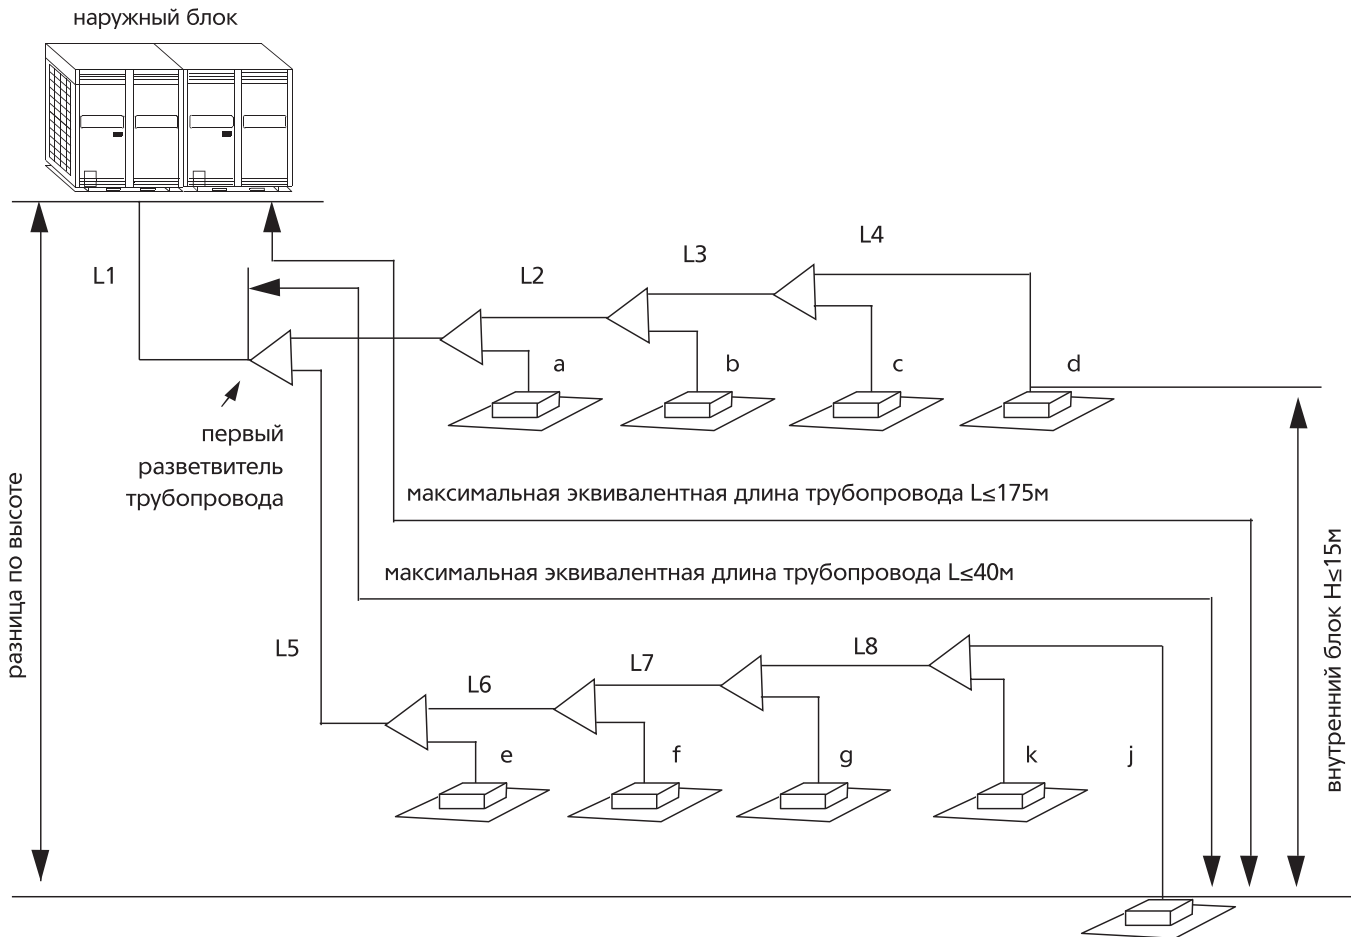 наружный блок
L1
L2
L3
L4
a
b
c
d
первый
разветвитель
трубопровода
максимальная эквивалентная длина трубопровода L≤175м
максимальная эквивалентная длина трубопровода L≤40м
разница по высоте
внутренний блок H≤15м
L5
L6
L7
L8
e
f
g
k
j